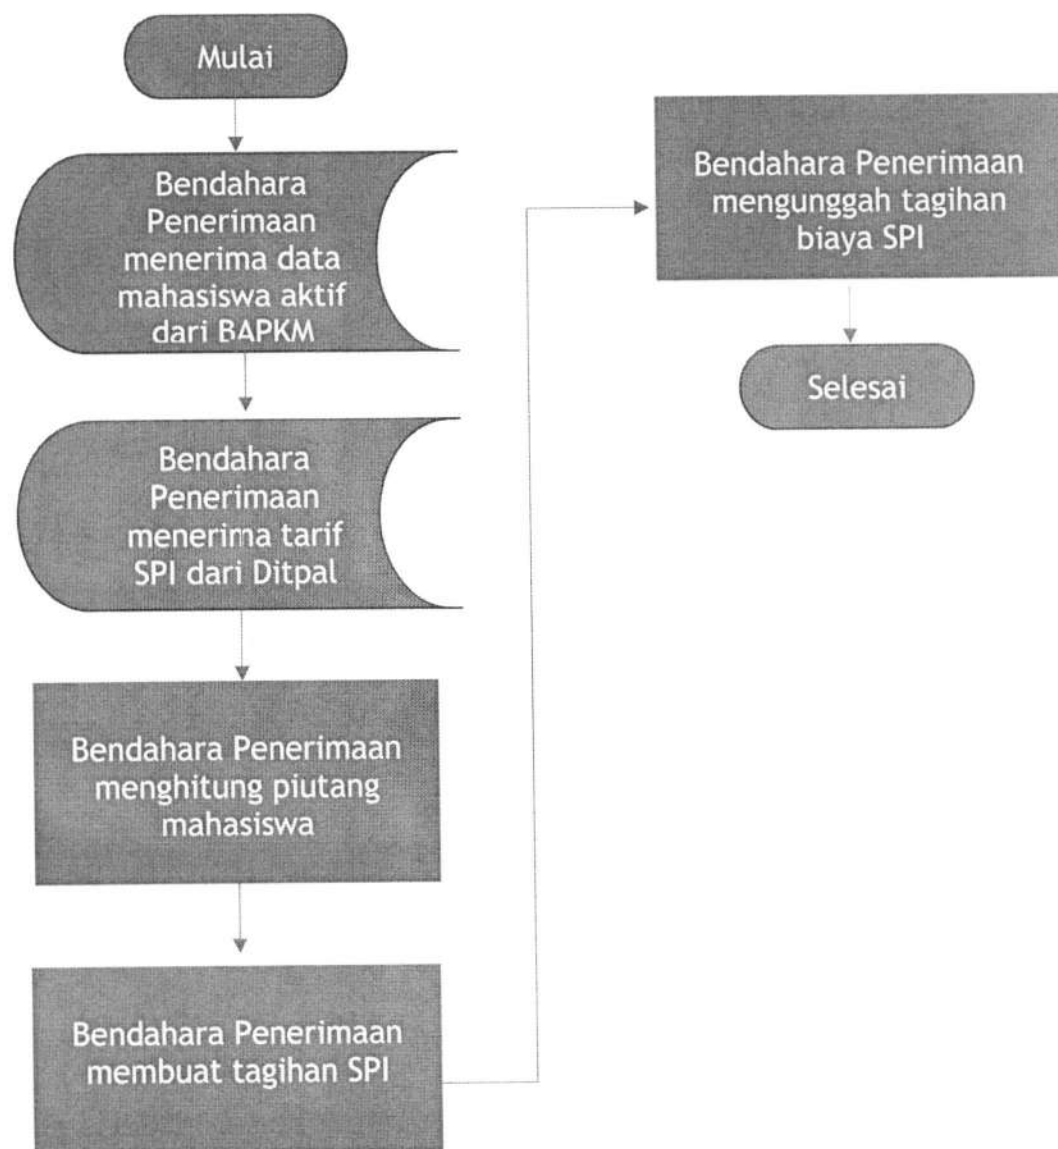 Mulai
Bendahara
Penerimaan
menerima data
mahasiswa aktif
dari BAPKM
Bendahara
Penerimaan
menerima tarif
SPI dari Ditpal
Bendahara Penerimaan
menghitung piutang
mahasiswa
Bendahara Penerimaan
membuat tagihan SPI
Bendahara Penerimaan
mengunggah tagihan
biaya SPI
Selesai